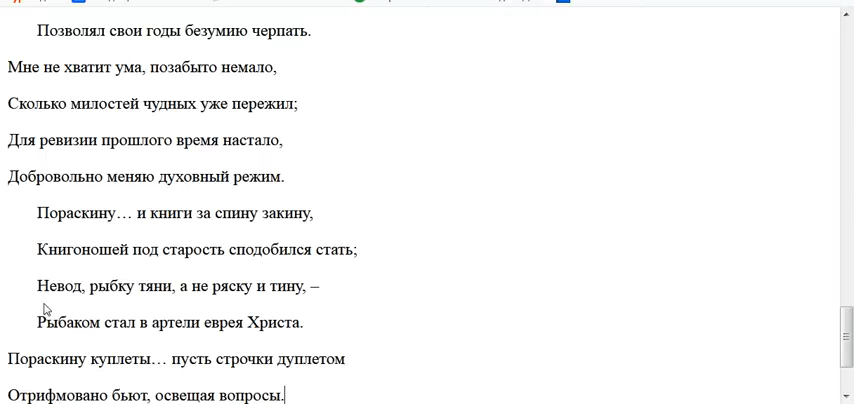 Позволял свои годы безумию черпать.
Мне не хватит ума, позабыто немало,
Сколько милостей чудных уже пережил;
Для ревизии прошлого время настало,
Добровольно меняю духовный режим.
Пораскину… и книги за спину закину,
Книгоношей под старость сподобился стать;
Невод, рыбку тяни, а не ряску и тину, –
Рыбаком стал в артели еврея Христа.
Пораскину куплеты… пусть строчки дуплетом
Отрифмовано бьют, освещая вопросы.